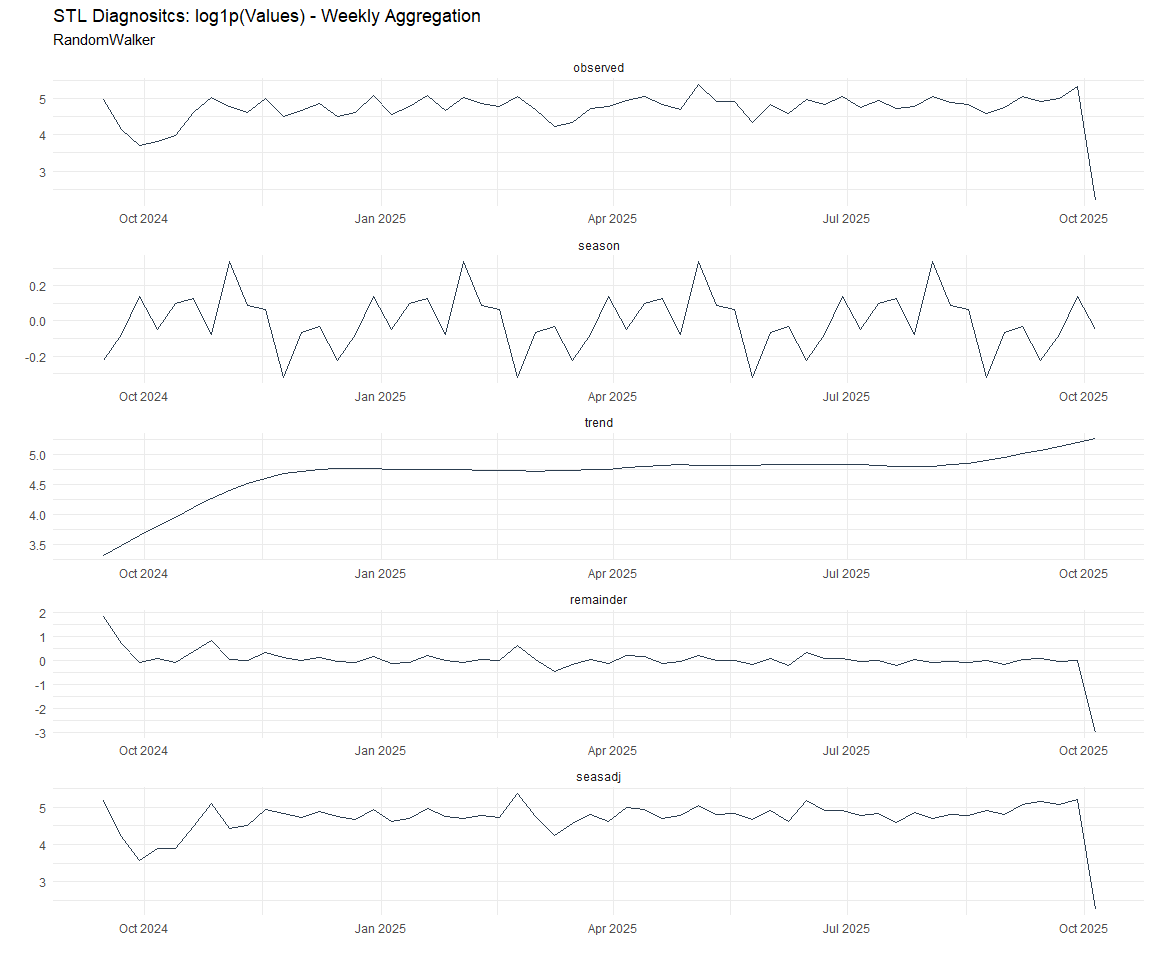 STL Diagnositcs: log1p(Values) - Weekly Aggregation
RandomWalker
observed
5
4
3
Oct 2024 Jan 2025 Apr 2025 Jul 2025 Oct 2025
season
0.2
0.0
-0.2
Oct 2024 Jan 2025 Apr 2025 Jul 2025 Oct 2025
trend
5.0
4.5
4.0
3.5
Oct 2024 Jan 2025 Apr 2025 Jul 2025 Oct 2025
remainder
2
1
0
-1
-2
-3
Oct 2024 Jan 2025 Apr 2025 Jul 2025 Oct 2025
seasadj
5
4
3
Oct 2024 Jan 2025 Apr 2025 Jul 2025 Oct 2025